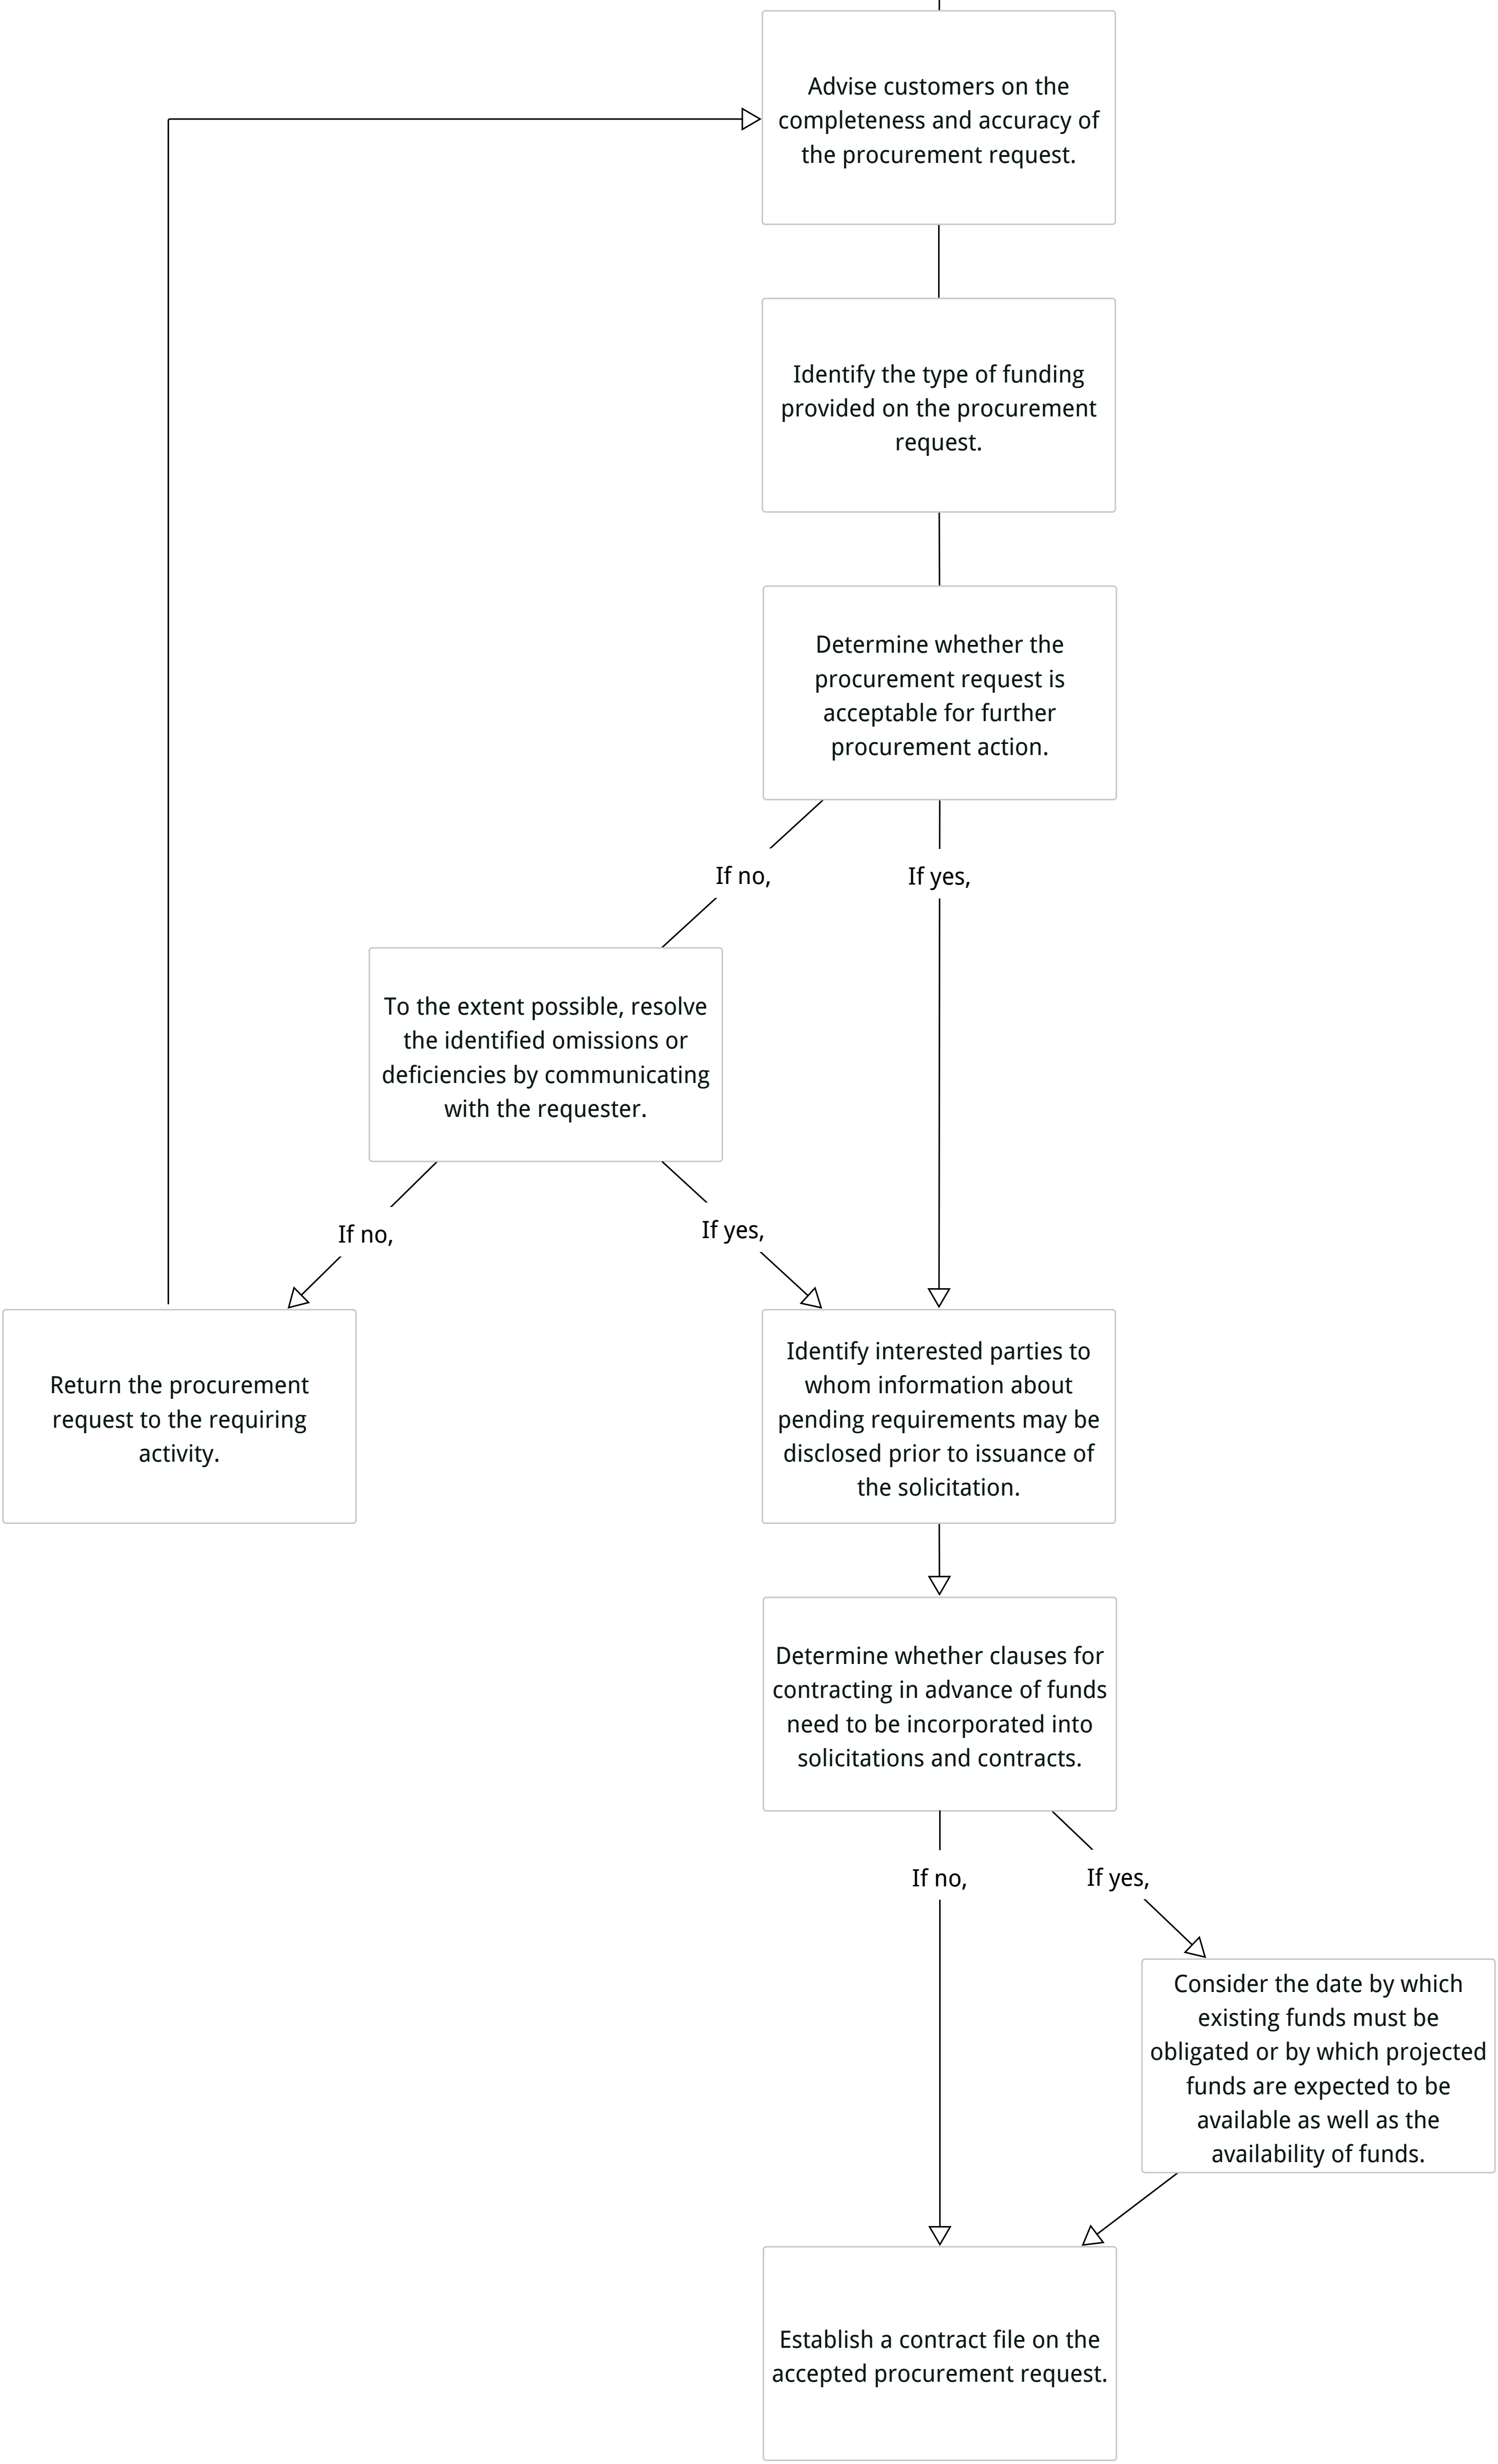 Advise customers on the
completeness and accuracy of
the procurement request.
Identify the type of funding
provided on the procurement
request.
Determine whether the
procurement request is
acceptable for further
procurement action.
If no,
If yes,
To the extent possible, resolve
the identified omissions or
deficiencies by communicating
with the requester.
If no,
If yes,
Return the procurement
request to the requiring
activity.
Identify interested parties to
whom information about
pending requirements may be
disclosed prior to issuance of
the solicitation.
Determine whether clauses for
contracting in advance of funds
need to be incorporated into
solicitations and contracts.
If no,
If yes,
Consider the date by which
existing funds must be
obligated or by which projected
funds are expected to be
available as well as the
availability of funds.
Establish a contract file on the
accepted procurement request.